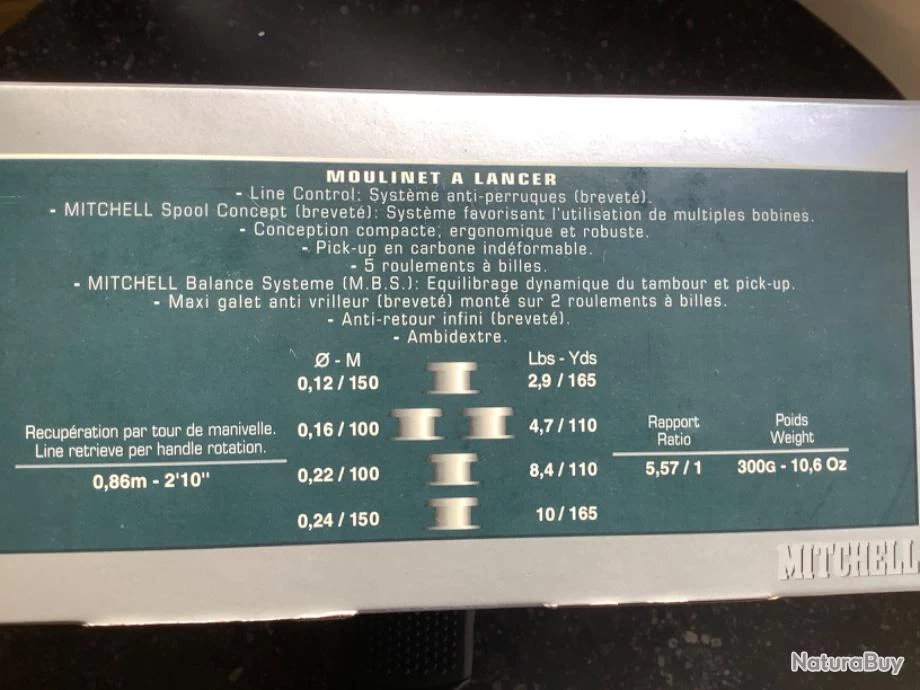 MOULINET A LANCER
- Line Control: Système anti-perruques (breveté).
- MITCHELL Spool Concept (breveté): Système favorisant l'utilisation de multiples bobines.
- Conception compacte, ergonomique et robuste.
- Pick-up en carbone indéformable.
- 5 roulements à billes.
- MITCHELL Balance Systeme (M.B.S.): Equilibrage dynamique du tambour et pick-up.
- Maxi galet anti vrilleur (breveté) monté sur 2 roulements à billes.
- Anti-retour infini (breveté).
- Ambidextre.
Ø - M Lbs - Yds
0,12 / 150 2,9 / 165
0,16 / 100 4,7 / 110
0,22 / 100 8,4 / 110
0,24 / 150 10 / 165
Recupération par tour de manivelle.
Line retrieve per handle rotation.
0,86m - 2'10"
Rapport
Ratio
5,57 / 1
Poids
Weight
300G - 10,6 Oz
MITCHELL
NaturaBuy